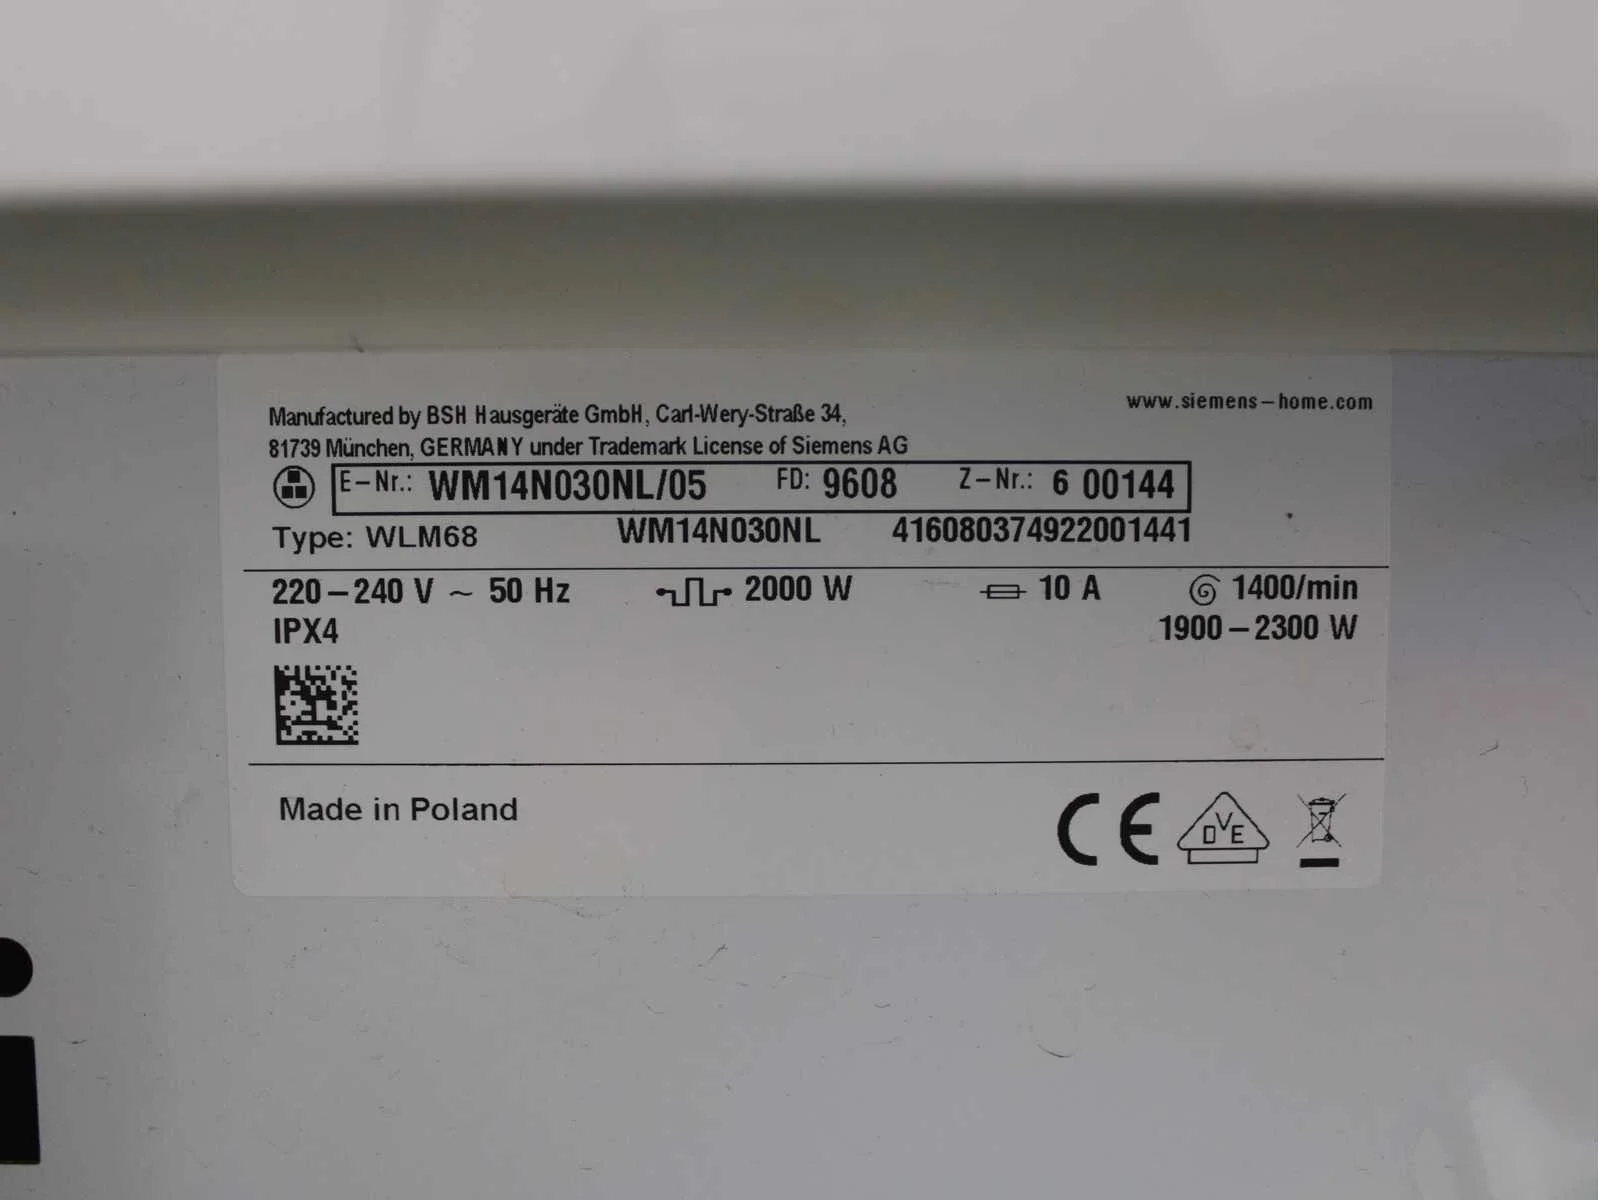 www.siemens-home.com
Manufactured by BSH Hausgeräte GmbH, Carl-Wery-Straße 34,
81739 München, GERMANY under Trademark License of Siemens AG
E-Nr.: WM14N030NL/05 FD: 9608 Z-Nr.: 6 00144
Type: WLM68 WM14N030NL 416080374922001441
220-240 V ~ 50 Hz 2000 W 10 A 1400/min
IPX4 1900-2300 W
Made in Poland
CE DVE
i